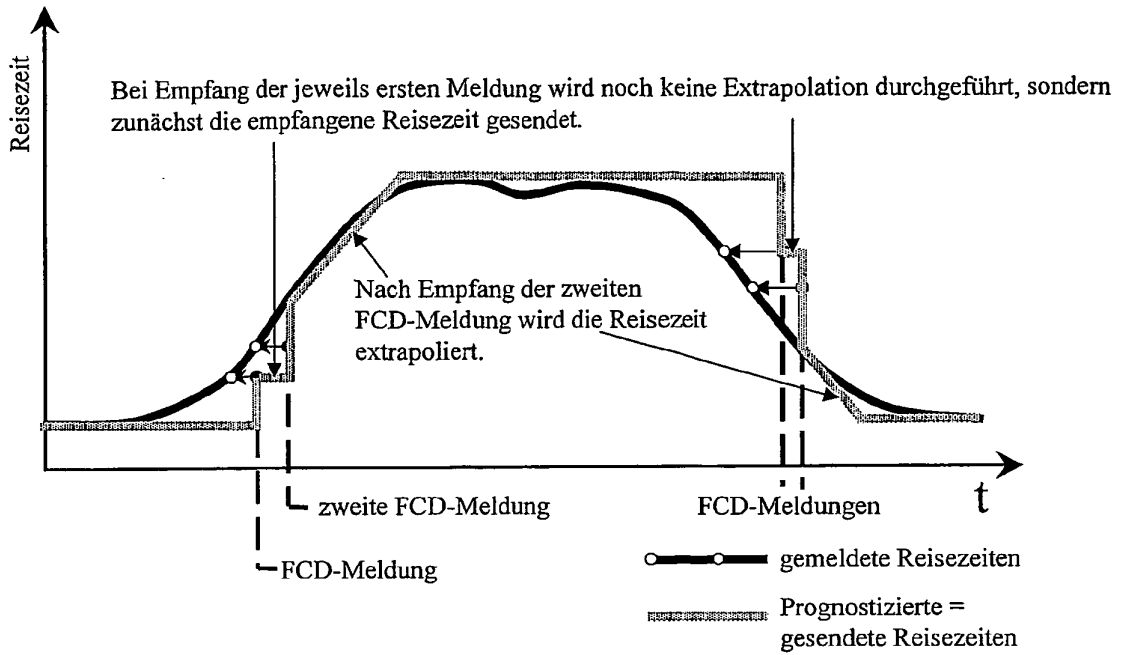 Reisezeit
Bei Empfang der jeweils ersten Meldung wird noch keine Extrapolation durchgeführt, sondern
zunächst die empfangene Reisezeit gesendet.
Nach Empfang der zweiten
FCD-Meldung wird die Reisezeit
extrapoliert.
t
zweite FCD-Meldung
FCD-Meldungen
FCD-Meldung
gemeldete Reisezeiten
Prognostizierte =
gesendete Reisezeiten